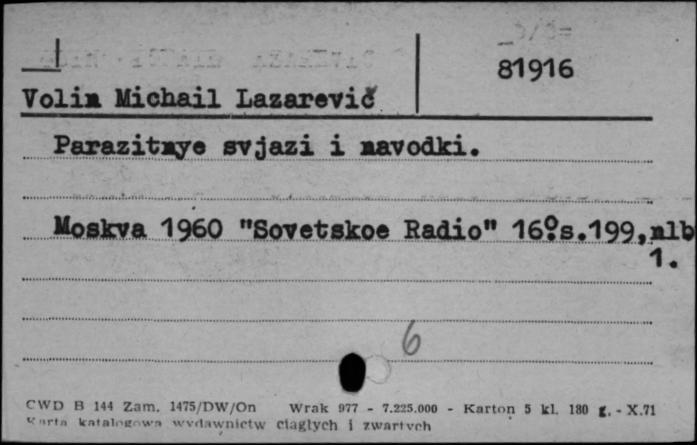 81916
Volin Michail Lazarevič
Parazitnye svjazi i navodki.
Moskva 1960 "Sovetskoe Radio" 16° s.199, nlb
1.
6
CWD B 144 Zam. 1475/DW/On Wrak 977 - 7.225.000 - Karton 5 kl. 180 g. - X.71
Karta katalogowa wydawnictw ciągłych i zwartych